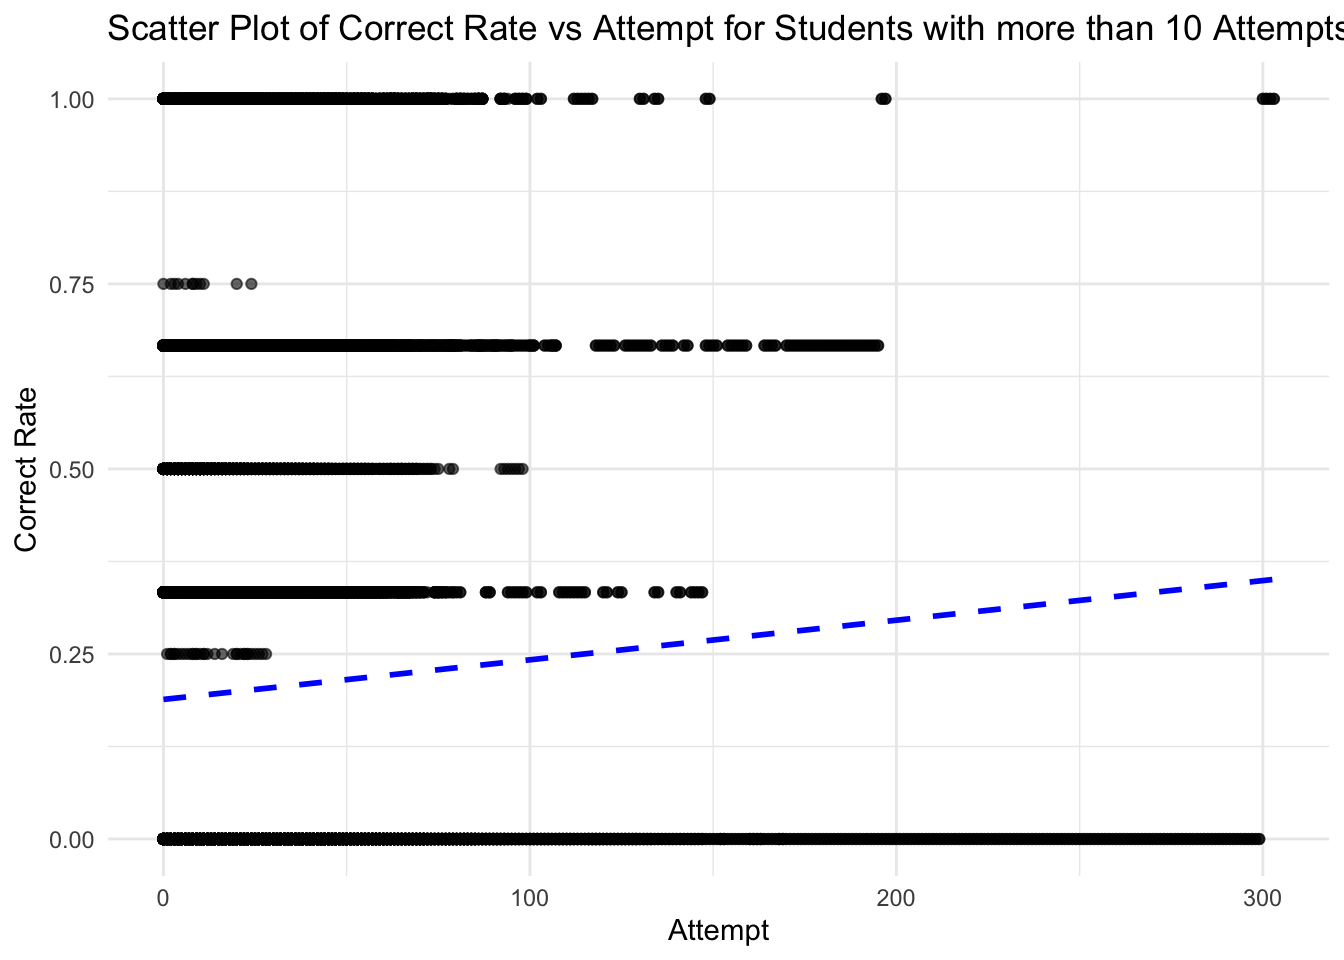 Scatter Plot of Correct Rate vs Attempt for Students with more than 10 Attempts
1.00
0.75
0.50
0.25
0.00
Correct Rate
0 100 200 300
Attempt